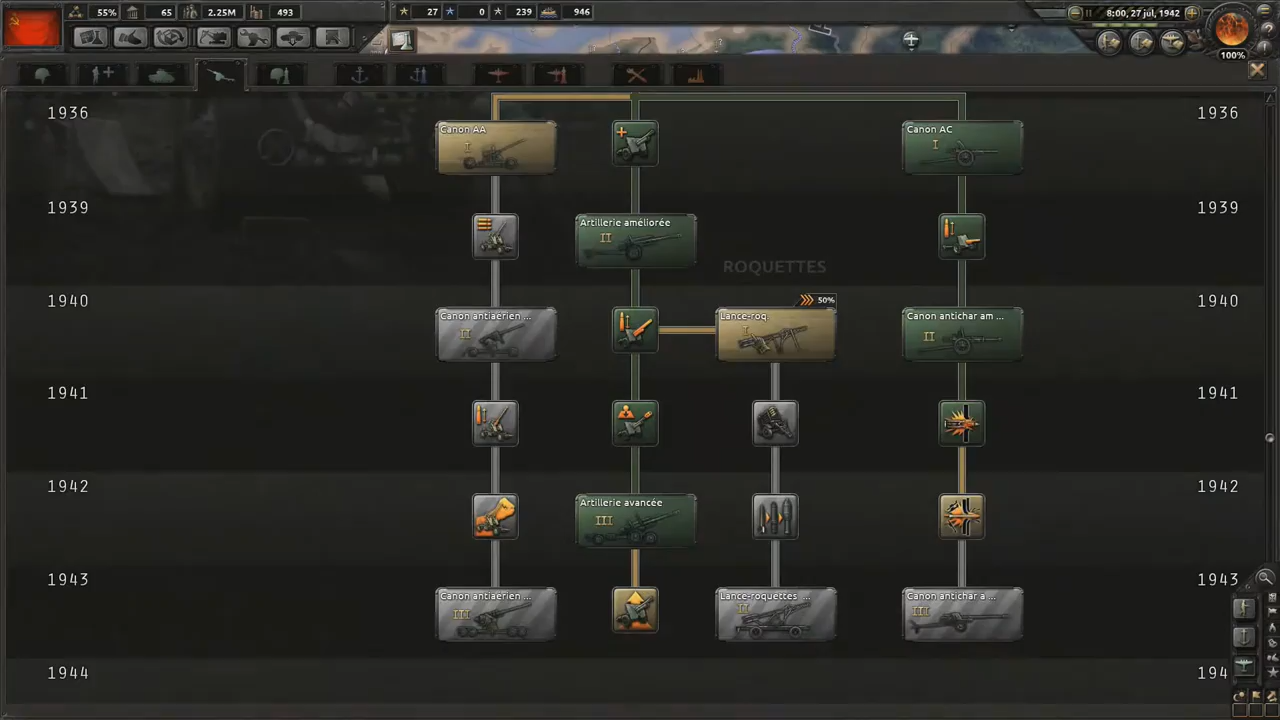 55% 65 2.25M 493 27 0 239 946 8:00, 27 jul, 1942
100%
1936 1936
Canon AA Canon AC
I I
1939 1939
Artillerie améliorée
II
ROQUETTES
1940 1940
50%
Canon antiaérien ... Lance-roq. Canon antichar am ...
II I II
1941 1941
1942 1942
Artillerie avancée
III
1943 1943
Canon antiaérien ... Lance-roquettes ... Canon antichar a ...
III II III
1944 194